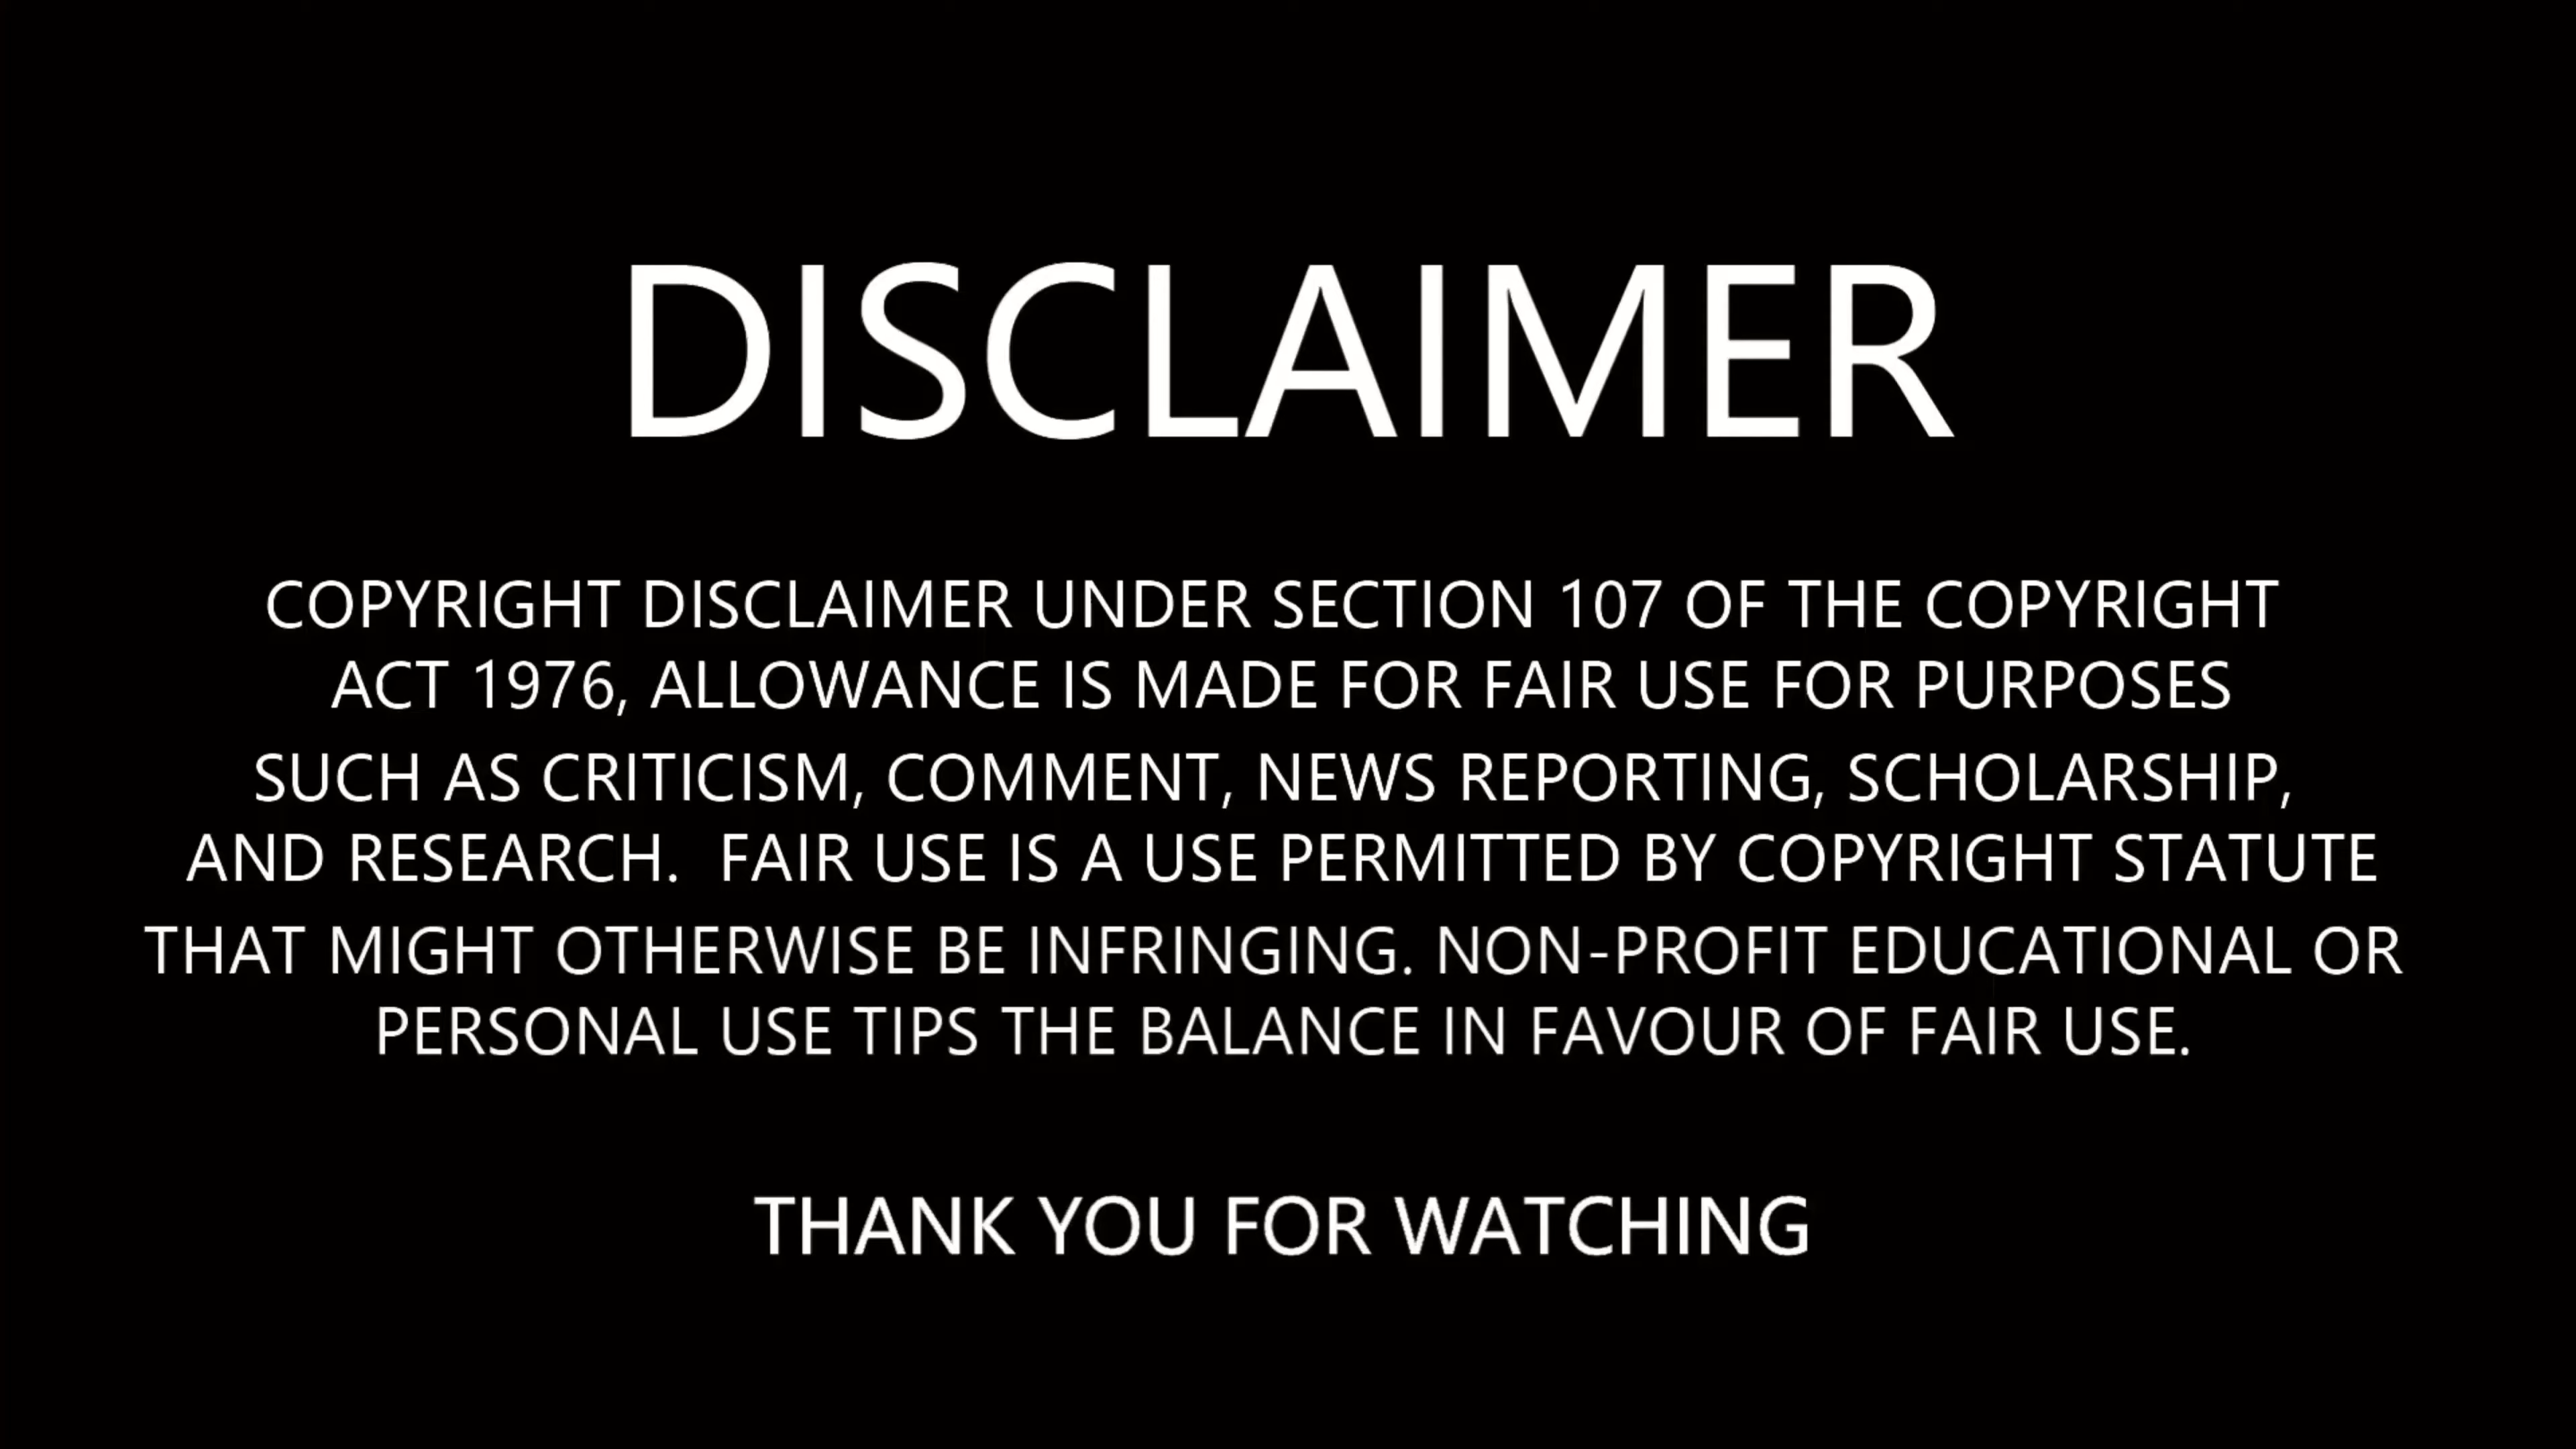 DISCLAIMER
COPYRIGHT DISCLAIMER UNDER SECTION 107 OF THE COPYRIGHT
ACT 1976, ALLOWANCE IS MADE FOR FAIR USE FOR PURPOSES
SUCH AS CRITICISM, COMMENT, NEWS REPORTING, SCHOLARSHIP,
AND RESEARCH.  FAIR USE IS A USE PERMITTED BY COPYRIGHT STATUTE
THAT MIGHT OTHERWISE BE INFRINGING. NON-PROFIT EDUCATIONAL OR
PERSONAL USE TIPS THE BALANCE IN FAVOUR OF FAIR USE.
THANK YOU FOR WATCHING